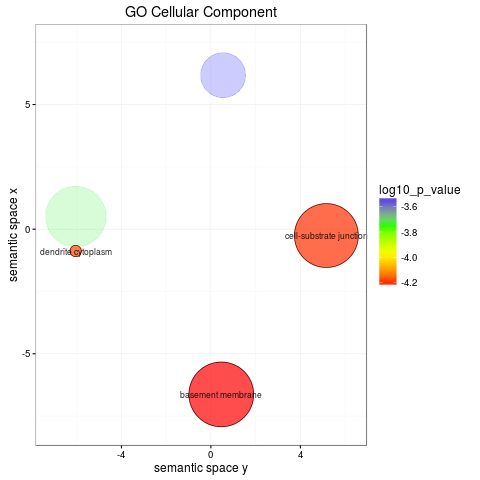 GO Cellular Component
5
0
-5
-4
0
4
semantic space x
semantic space y
dendrite cytoplasm
cell-substrate junction
basement membrane
log10_p_value
-3.6
-3.8
-4.0
-4.2